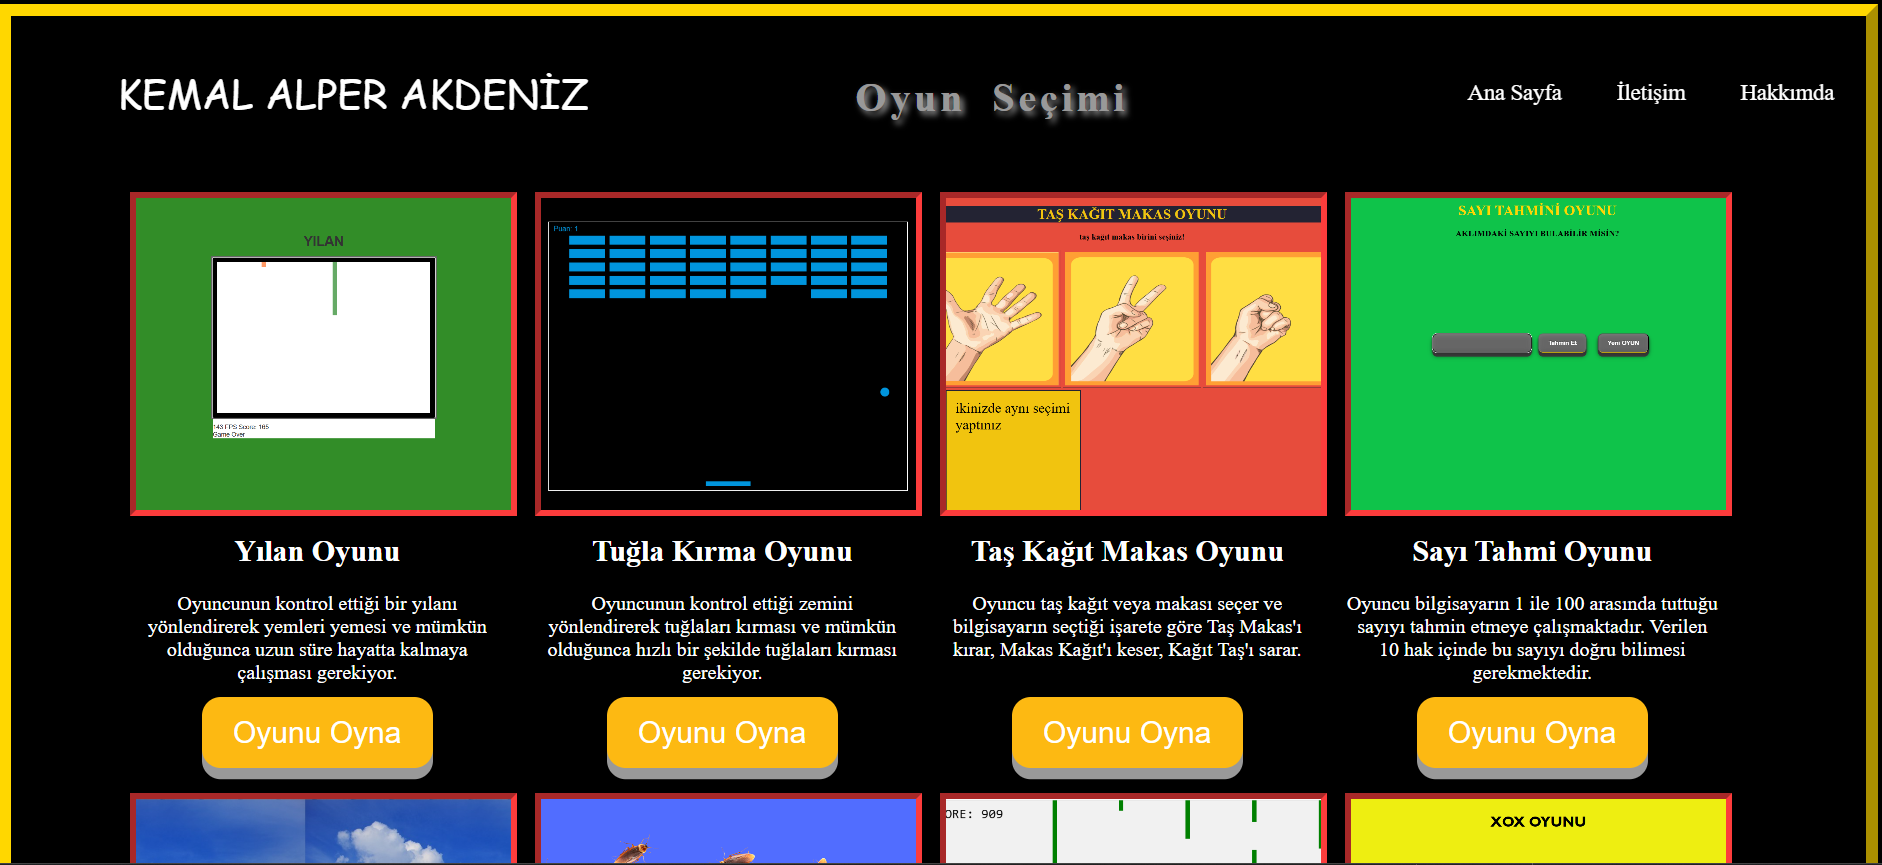 KEMAL ALPER AKDENİZ
Oyun Seçimi
Ana Sayfa İletişim Hakkımda
YILAN
143 FPS Score: 165
Game Over
Puan: 1
TAŞ KAĞIT MAKAS OYUNU
taş kağıt makas birini seçiniz!
ikinizde aynı seçimi
yaptınız
SAYI TAHMİNİ OYUNU
AKLIMDAKİ SAYIYI BULABİLİR MİSİN?
Tahmin Et
Yeni OYUN
Yılan Oyunu
Oyuncunun kontrol ettiği bir yılanı
yönlendirerek yemleri yemesi ve mümkün
olduğunca uzun süre hayatta kalmaya
çalışması gerekiyor.
Oyunu Oyna
Tuğla Kırma Oyunu
Oyuncunun kontrol ettiği zemini
yönlendirerek tuğlaları kırması ve mümkün
olduğunca hızlı bir şekilde tuğlaları kırması
gerekiyor.
Oyunu Oyna
Taş Kağıt Makas Oyunu
Oyuncu taş kağıt veya makası seçer ve
bilgisayarın seçtiği işarete göre Taş Makas'ı
kırar, Makas Kağıt'ı keser, Kağıt Taş'ı sarar.
Oyunu Oyna
Sayı Tahmi Oyunu
Oyuncu bilgisayarın 1 ile 100 arasında tuttuğu
sayıyı tahmin etmeye çalışmaktadır. Verilen
10 hak içinde bu sayıyı doğru bilimesi
gerekmektedir.
Oyunu Oyna
ORE: 909
XOX OYUNU